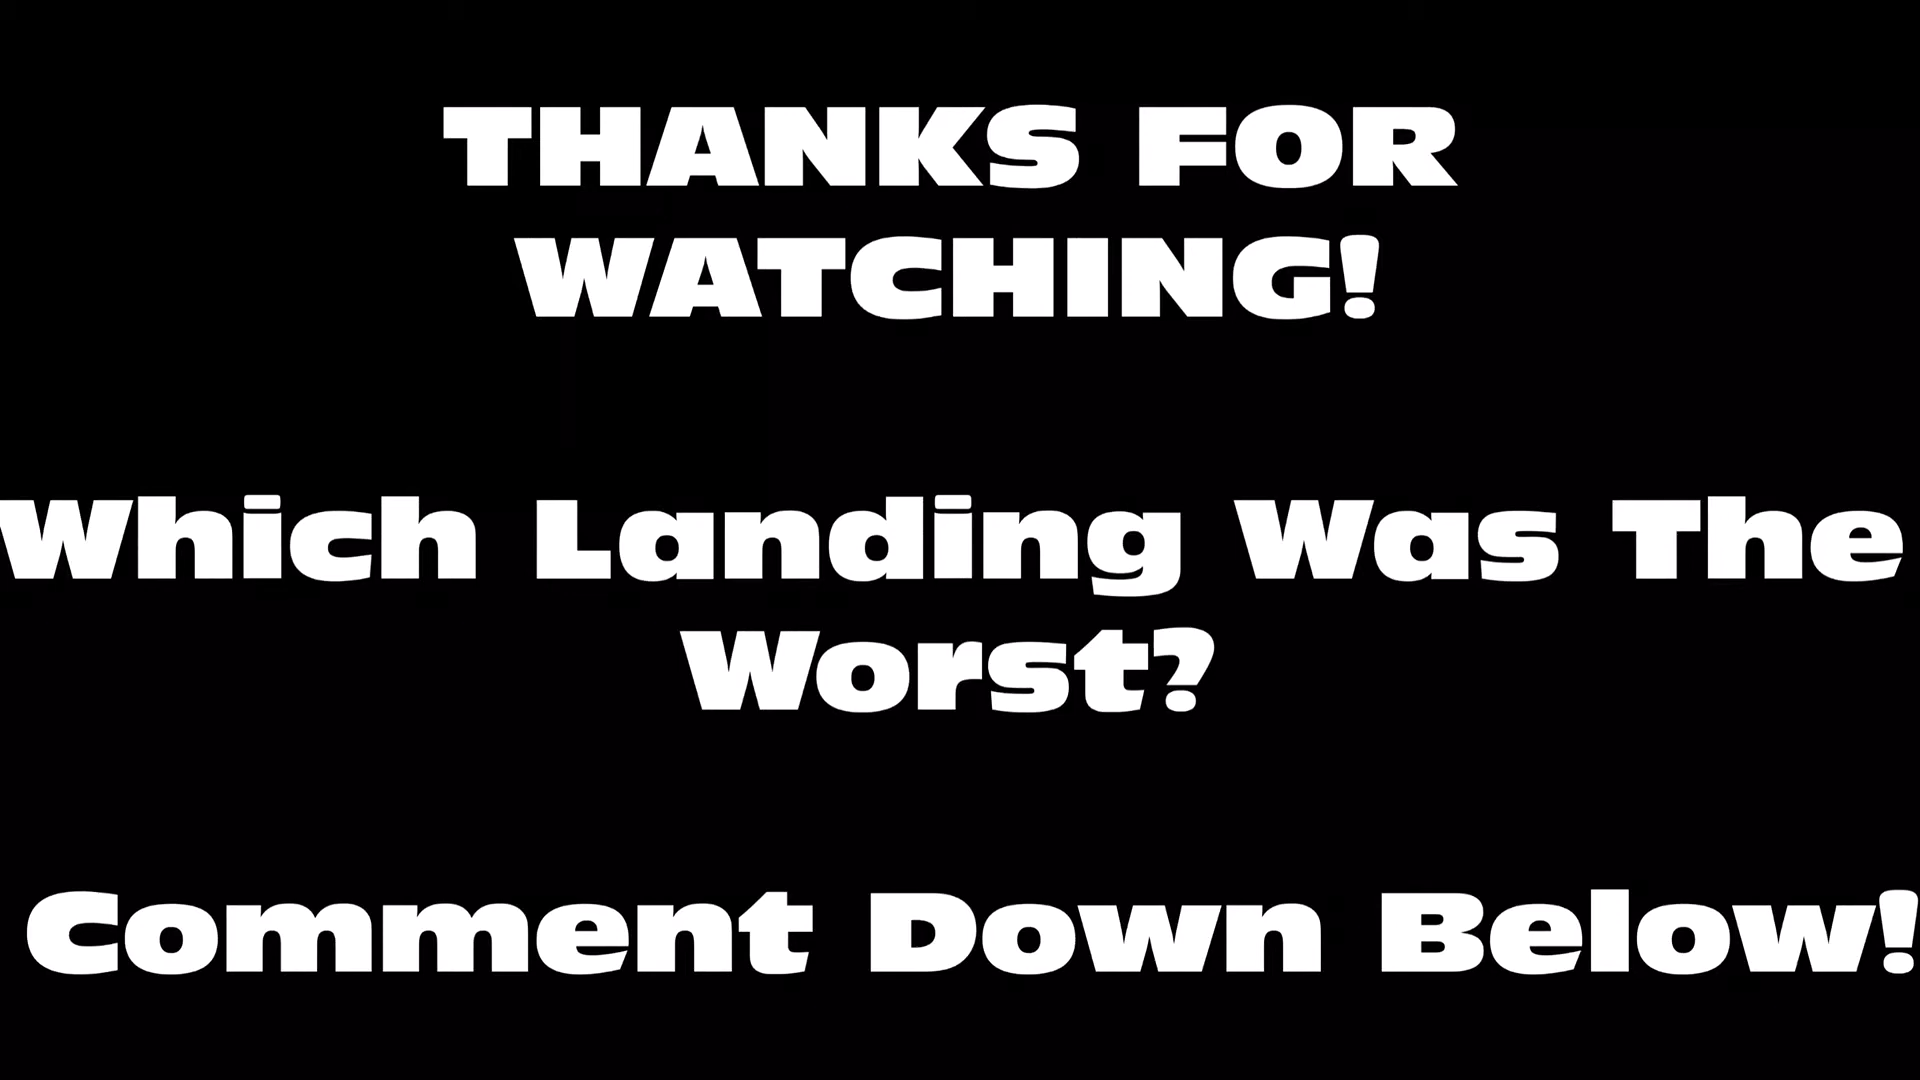 THANKS FOR
WATCHING!
Which Landing Was The
Worst?
Comment Down Below!